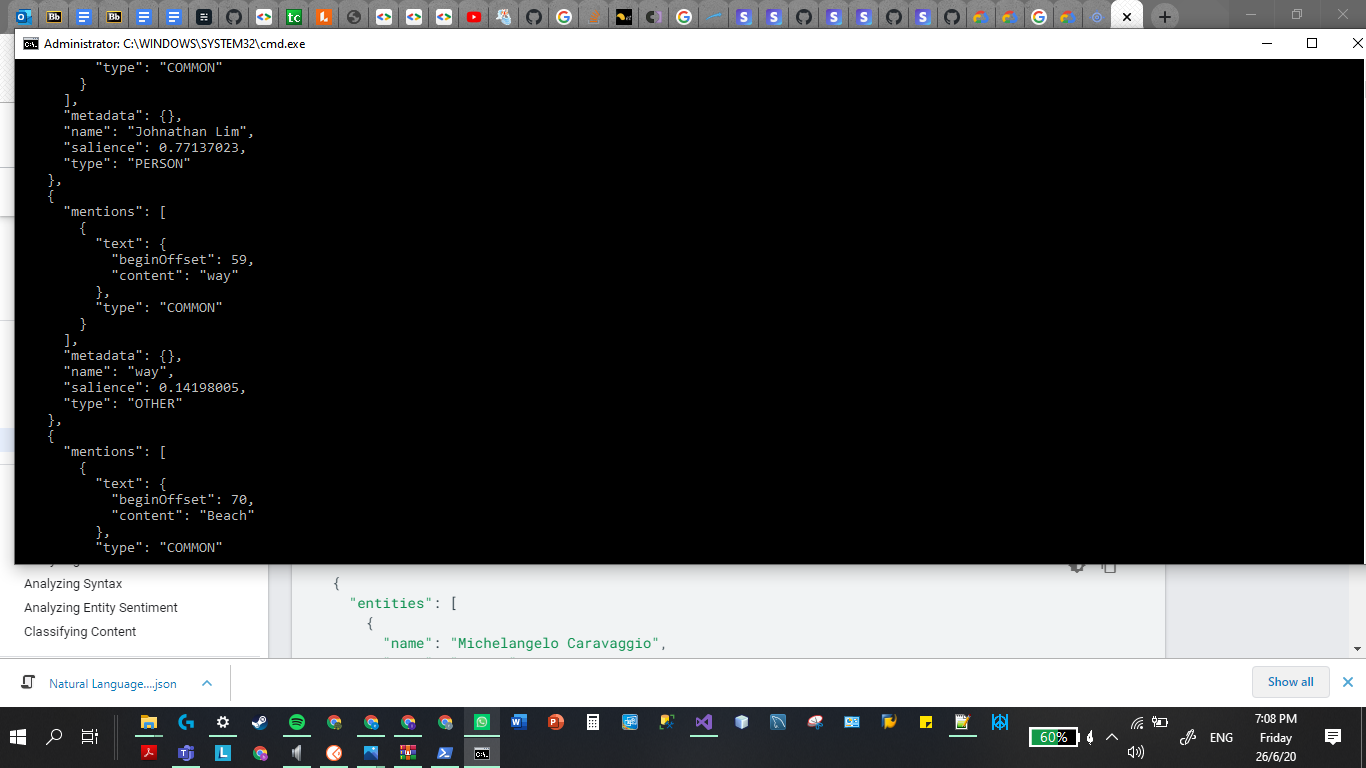 Administrator: C:\WINDOWS\SYSTEM32\cmd.exe
"type": "COMMON"
}
],
"metadata": {},
"name": "Johnathan Lim",
"salience": 0.77137023,
"type": "PERSON"
},
{
"mentions": [
{
"text": {
"beginOffset": 59,
"content": "way"
},
"type": "COMMON"
}
],
"metadata": {},
"name": "way",
"salience": 0.14198005,
"type": "OTHER"
},
{
"mentions": [
{
"text": {
"beginOffset": 70,
"content": "Beach"
},
"type": "COMMON"
Analyzing Syntax
Analyzing Entity Sentiment
Classifying Content
{
"entities": [
{
"name": "Michelangelo Caravaggio",
Natural Language....json
Show all
60%
ENG
7:08 PM
Friday
26/6/20